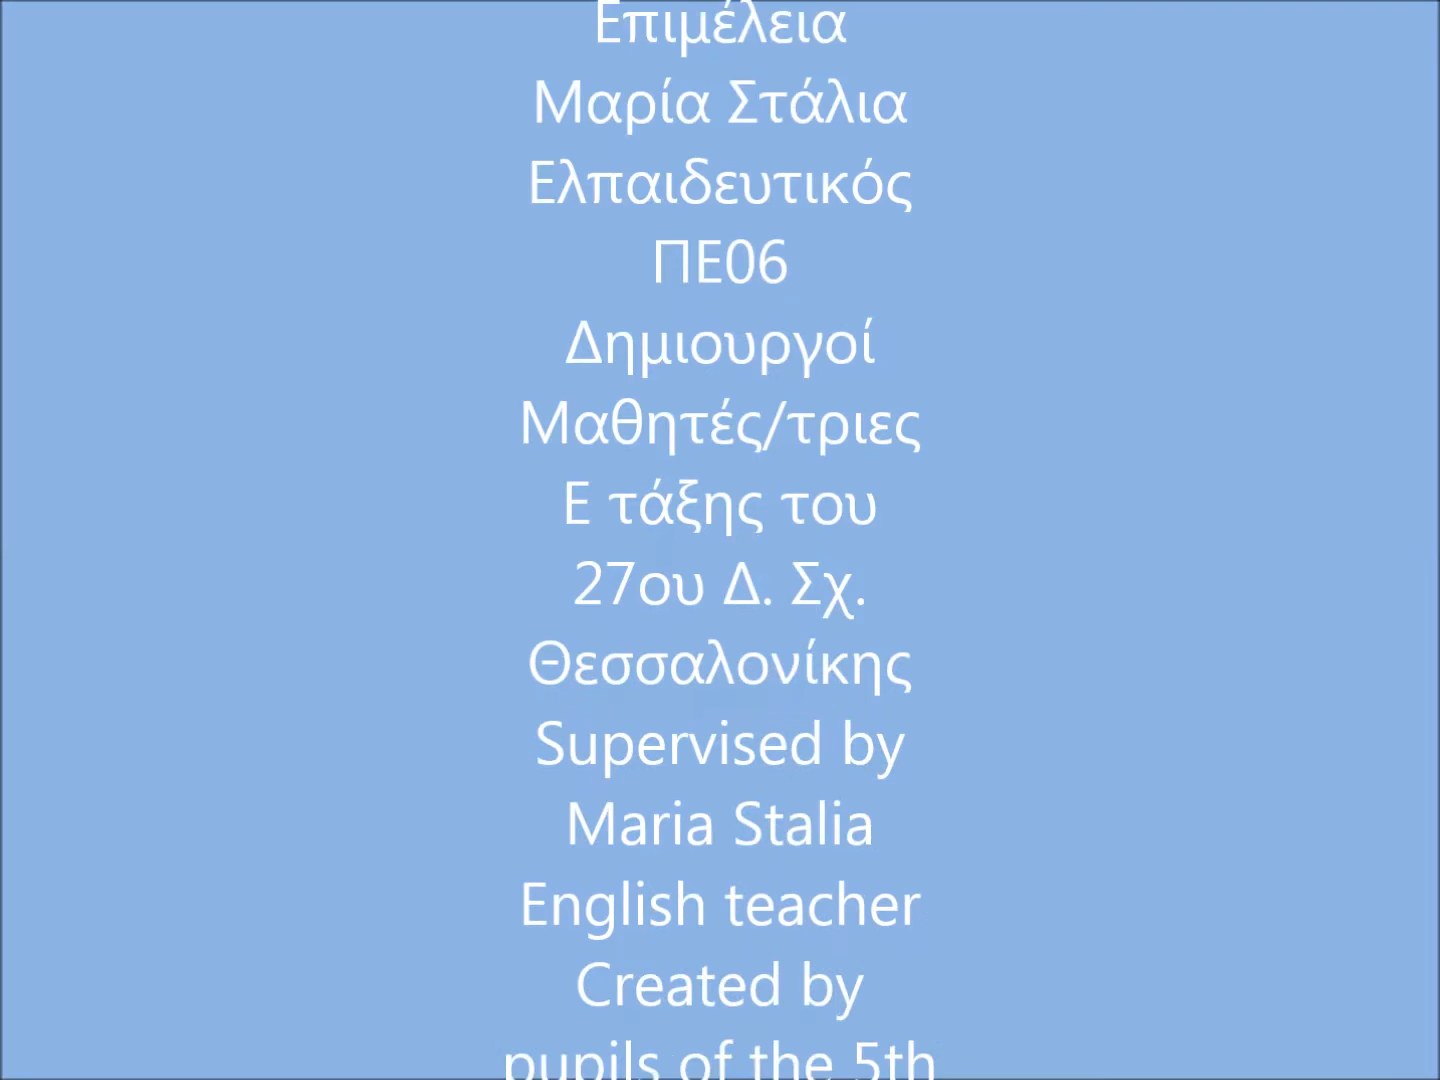 Επιμέλεια
Μαρία Στάλια
Ελπαιδευτικός
ΠΕ06
Δημιουργοί
Μαθητές/τριες
Ε τάξης του
27ου Δ. Σχ.
Θεσσαλονίκης
Supervised by
Maria Stalia
English teacher
Created by
pupils of the 5th